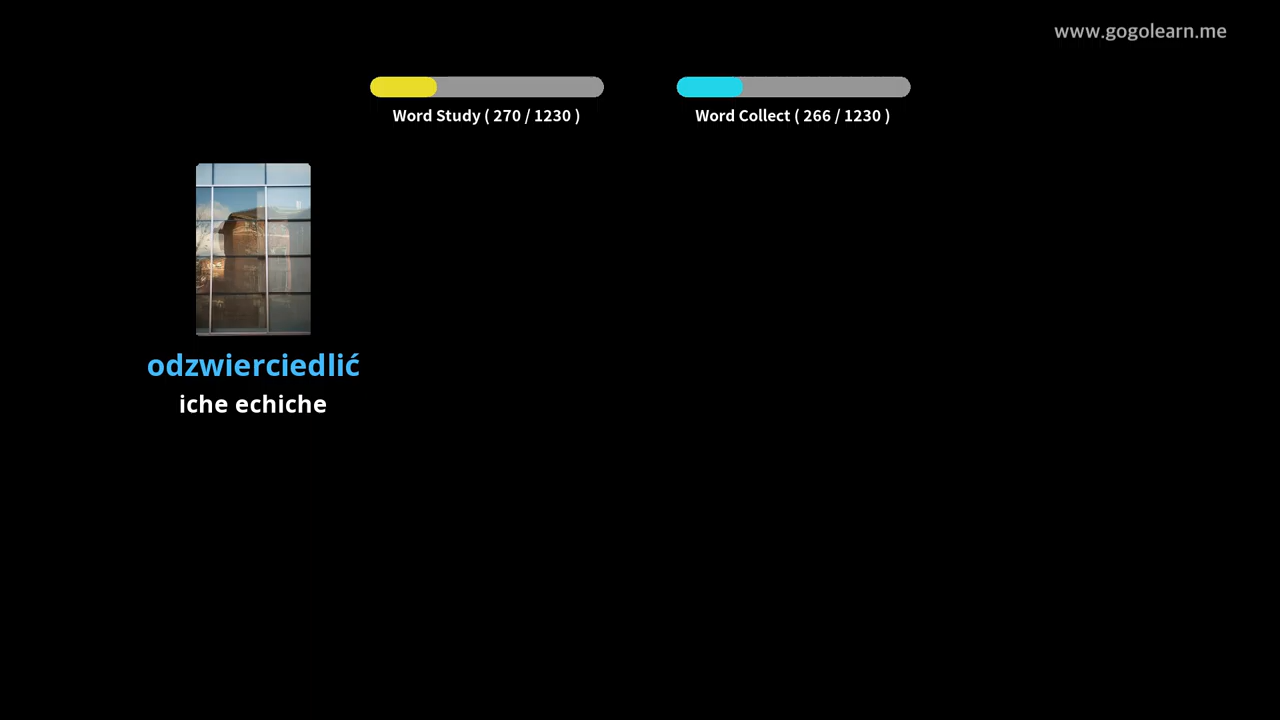 www.gogolearn.me
Word Study ( 270 / 1230 )
Word Collect ( 266 / 1230 )
odzwierciedlić
iche echiche